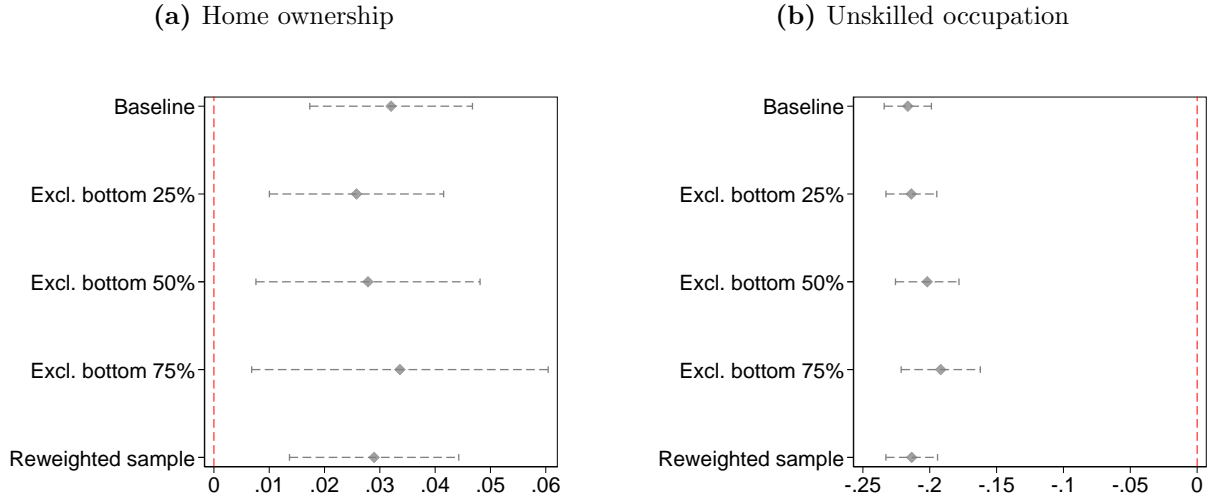 (a) Home ownership
Baseline
Excl. bottom 25%
Excl. bottom 50%
Excl. bottom 75%
Reweighted sample
0 .01 .02 .03 .04 .05 .06
(b) Unskilled occupation
Baseline
Excl. bottom 25%
Excl. bottom 50%
Excl. bottom 75%
Reweighted sample
-.25 -.2 -.15 -.1 -.05 0